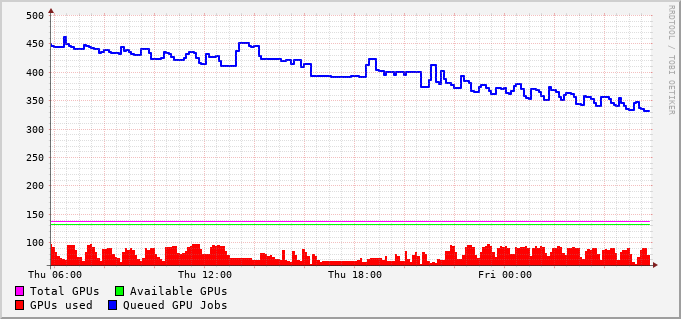 500
450
400
350
300
250
200
150
100
Thu 06:00 Thu 12:00 Thu 18:00 Fri 00:00
Total GPUs Available GPUs
GPUs used Queued GPU Jobs
RRDTOOL / TOBI OETIKER